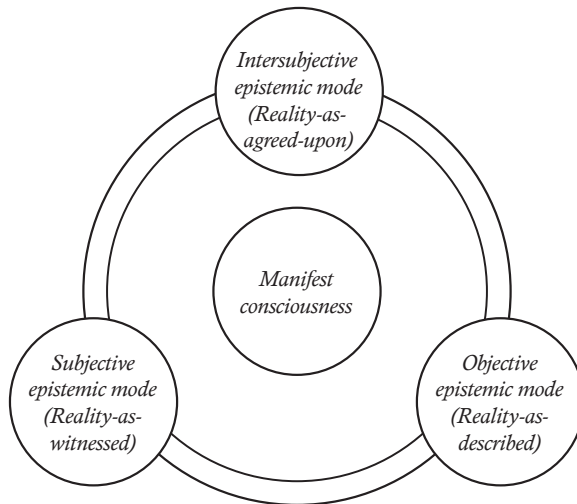 Intersubjective
epistemic mode
(Reality-as-
agreed-upon)
Manifest
consciousness
Subjective
epistemic mode
(Reality-as-
witnessed)
Objective
epistemic mode
(Reality-as-
described)